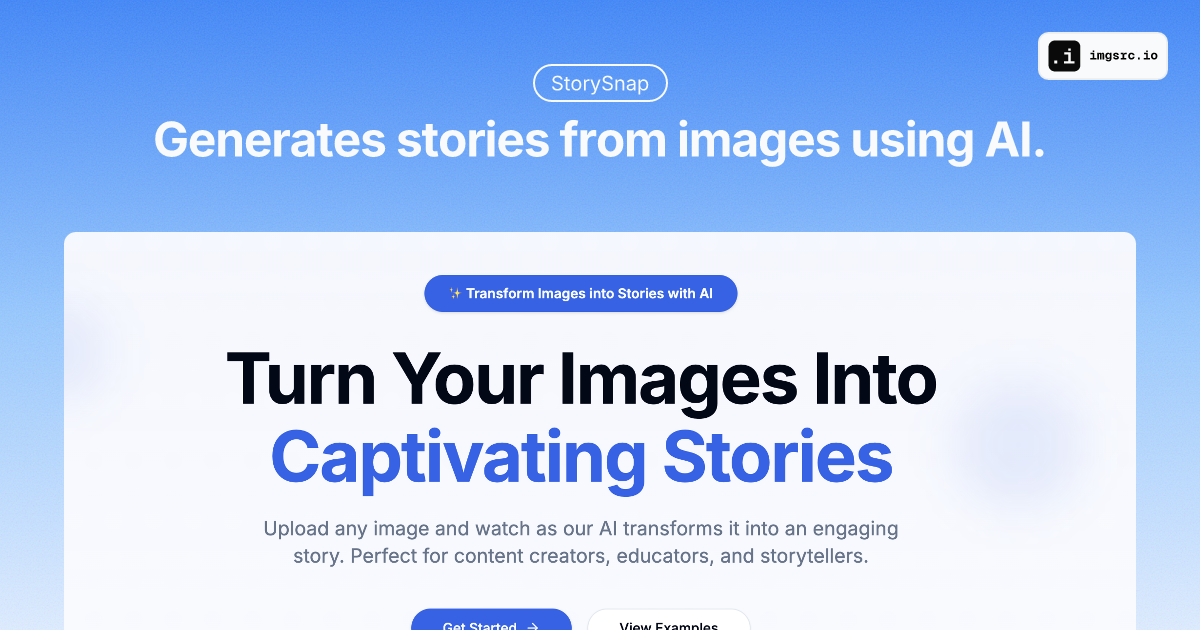 StorySnap
.i imgsrc.io
Generates stories from images using AI.
✨ Transform Images into Stories with AI
Turn Your Images Into
Captivating Stories
Upload any image and watch as our AI transforms it into an engaging
story. Perfect for content creators, educators, and storytellers.
Get Started →
View Examples